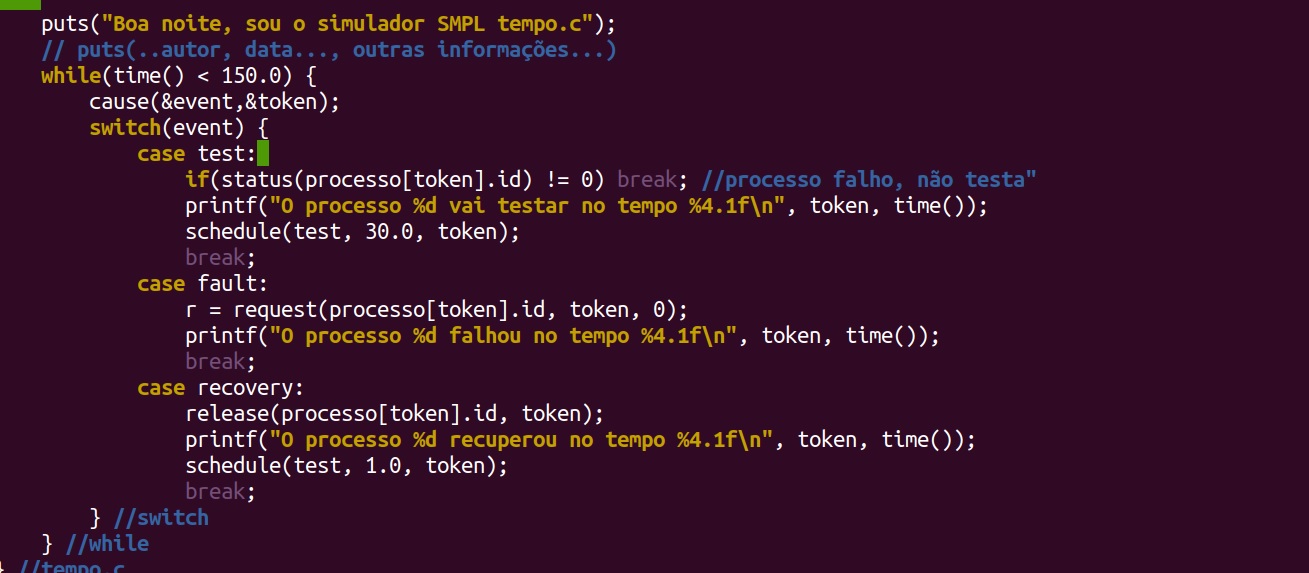 puts("Boa noite, sou o simulador SMPL tempo.c");
// puts(..autor, data..., outras informações...)
while(time() < 150.0) {
cause(&event,&token);
switch(event) {
case test:
if(status(processo[token].id) != 0) break; //processo falho, não testa"
printf("O processo %d vai testar no tempo %4.1f\n", token, time());
schedule(test, 30.0, token);
break;
case fault:
r = request(processo[token].id, token, 0);
printf("O processo %d falhou no tempo %4.1f\n", token, time());
break;
case recovery:
release(processo[token].id, token);
printf("O processo %d recuperou no tempo %4.1f\n", token, time());
schedule(test, 1.0, token);
break;
} //switch
} //while
} //tempo.c